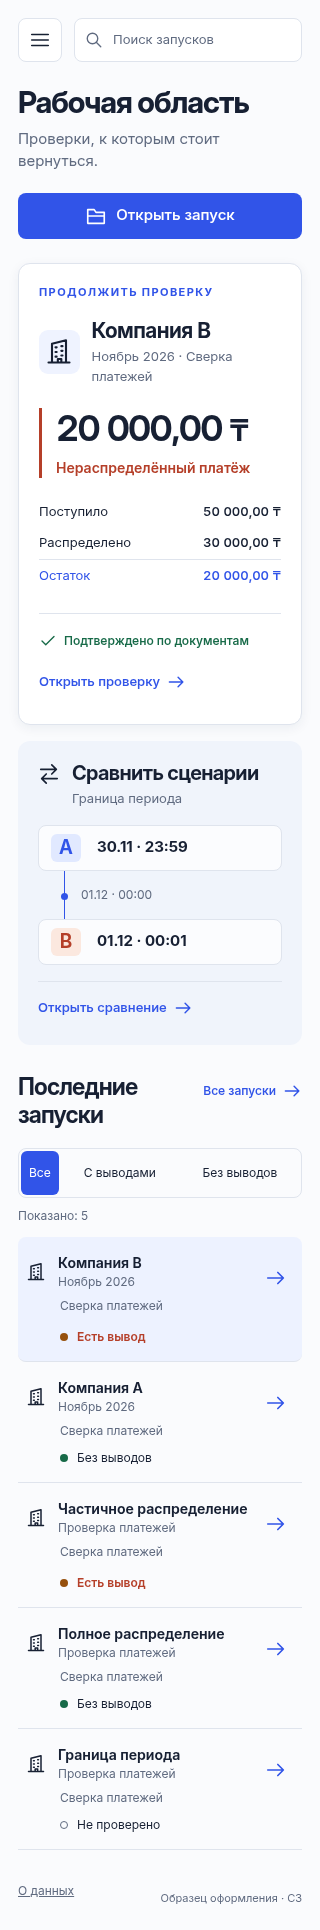 Поиск запусков
Рабочая область
Проверки, к которым стоит
вернуться.
Открыть запуск
ПРОДОЛЖИТЬ ПРОВЕРКУ
Компания В
Ноябрь 2026 · Сверка
платежей
20 000,00 ₸
Нераспределённый платёж
Поступило 50 000,00 ₸
Распределено 30 000,00 ₸
Остаток 20 000,00 ₸
Подтверждено по документам
Открыть проверку
Сравнить сценарии
Граница периода
А 30.11 · 23:59
01.12 · 00:00
В 01.12 · 00:01
Открыть сравнение
Последние
запуски
Все запуски
Все С выводами Без выводов
Показано: 5
Компания В
Ноябрь 2026
Сверка платежей
Есть вывод
Компания А
Ноябрь 2026
Сверка платежей
Без выводов
Частичное распределение
Проверка платежей
Сверка платежей
Есть вывод
Полное распределение
Проверка платежей
Сверка платежей
Без выводов
Граница периода
Проверка платежей
Сверка платежей
Не проверено
О данных
Образец оформления · С3